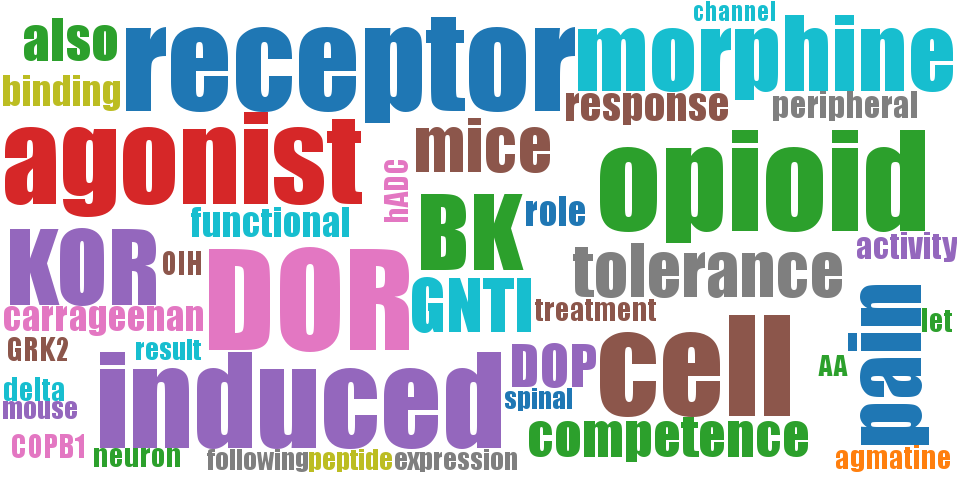 channel
also
receptor
morphine
binding
response
peripheral
agonist
mice
opioid
hADC
functional
BK
role
KOR
OIH
DOR
tolerance
activity
carrageenan
GNTI
treatment
pain
let
GRK2
result
induced
DOP
cell
AA
delta
mouse
spinal
COPB1
neuron
following
peptide
expression
competence
agmatine